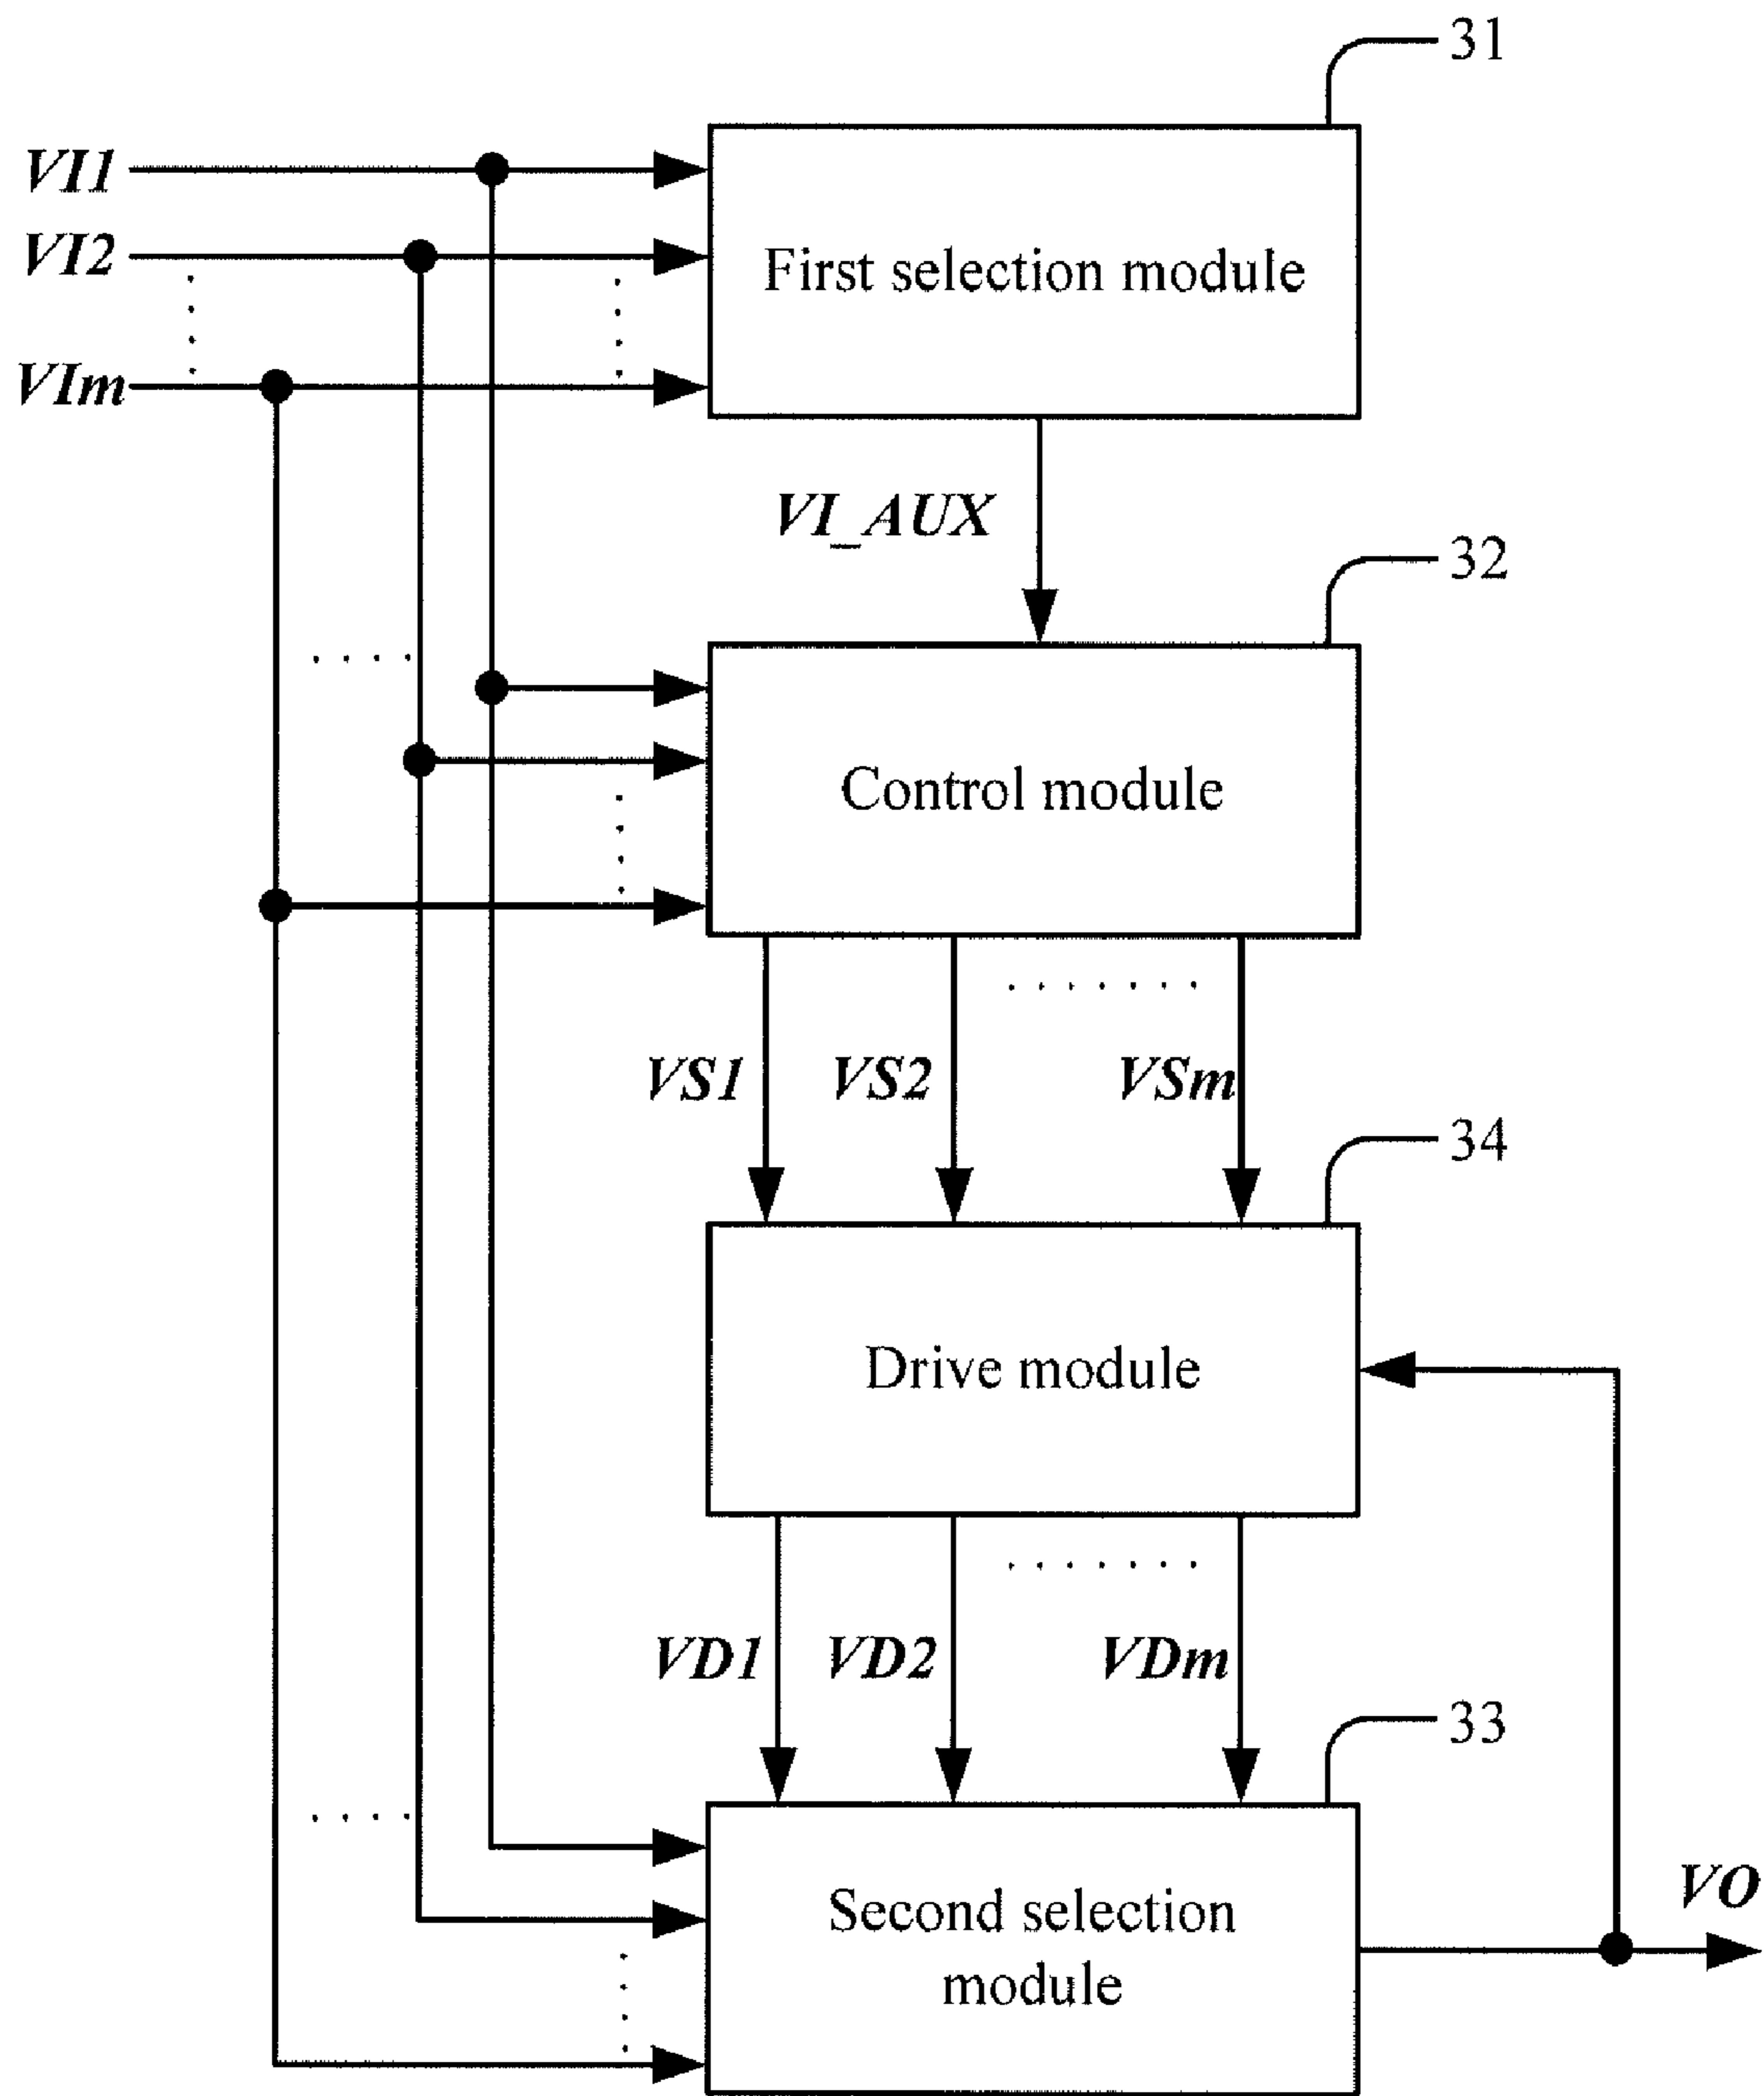 31
VI1
VI2
First selection module
VIm
VI_AUX
32
Control module
VS1 VS2 VSm
34
Drive module
VD1 VD2 VDm
33
Second selection
module
VO